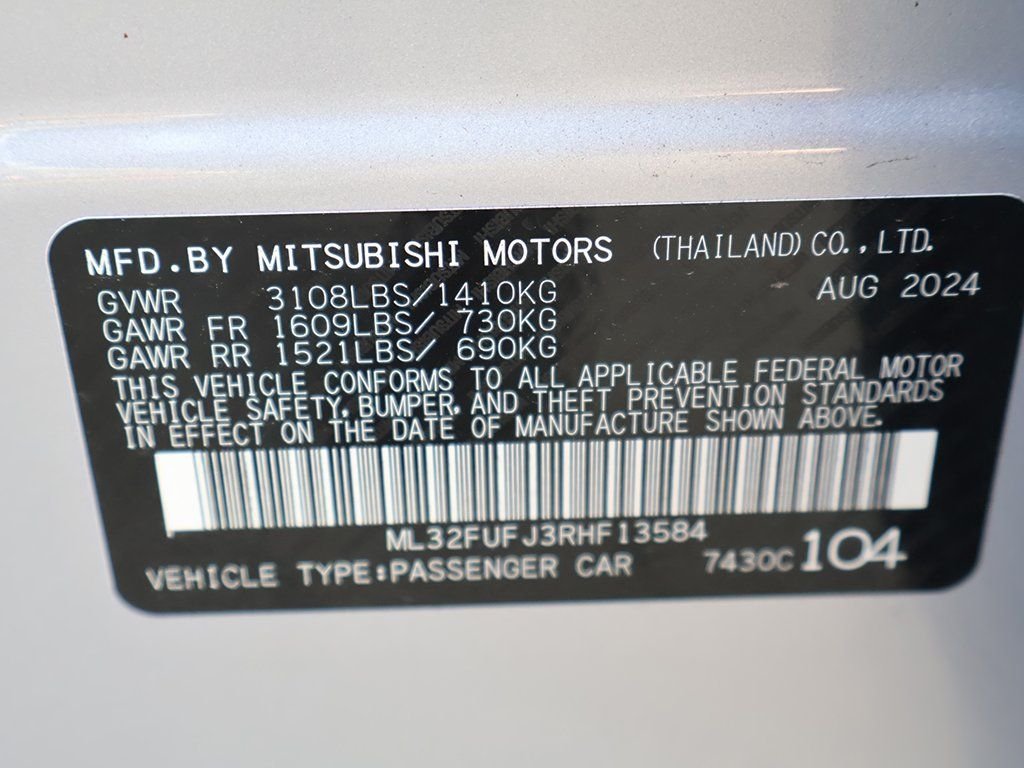 MFD.BY MITSUBISHI MOTORS (THAILAND) CO., LTD.
GVWR 3108LBS/1410KG AUG 2024
GAWR FR 1609LBS/ 730KG
GAWR RR 1521LBS/ 690KG
THIS VEHICLE CONFORMS TO ALL APPLICABLE FEDERAL MOTOR
VEHICLE SAFETY, BUMPER, AND THEFT PREVENTION STANDARDS
IN EFFECT ON THE DATE OF MANUFACTURE SHOWN ABOVE.
ML32FUFJ3RHF13584
VEHICLE TYPE:PASSENGER CAR 7430C 104